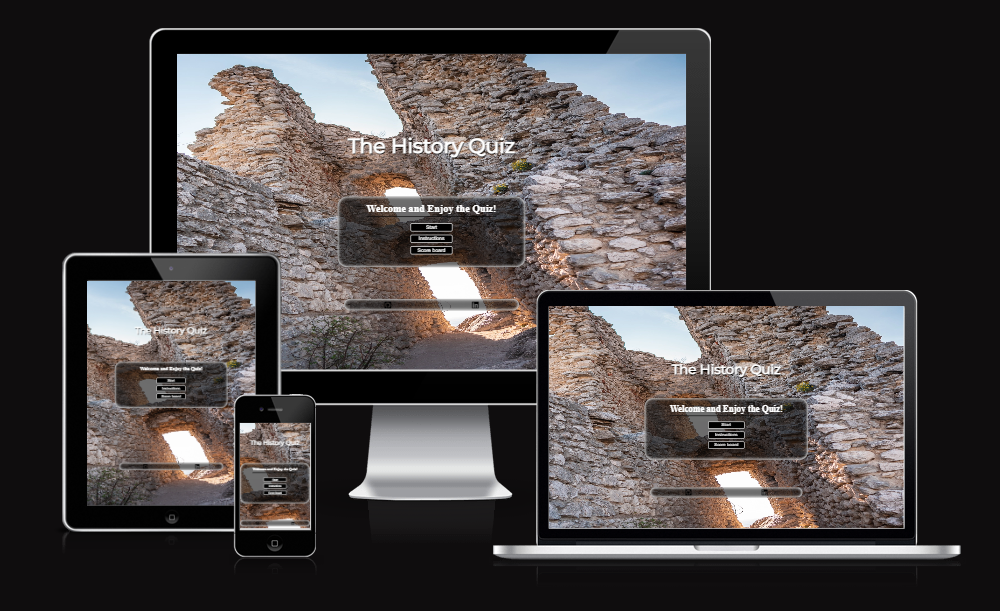 The History Quiz
Welcome and Enjoy the Quiz!
Start
Instructions
Score board
The History Quiz
Welcome and Enjoy the Quiz!
Start
Instructions
Score board
The History Quiz
Welcome and Enjoy the Quiz!
Start
Instructions
Score board
The History Quiz
Welcome and Enjoy the Quiz!
Start
Instructions
Score board